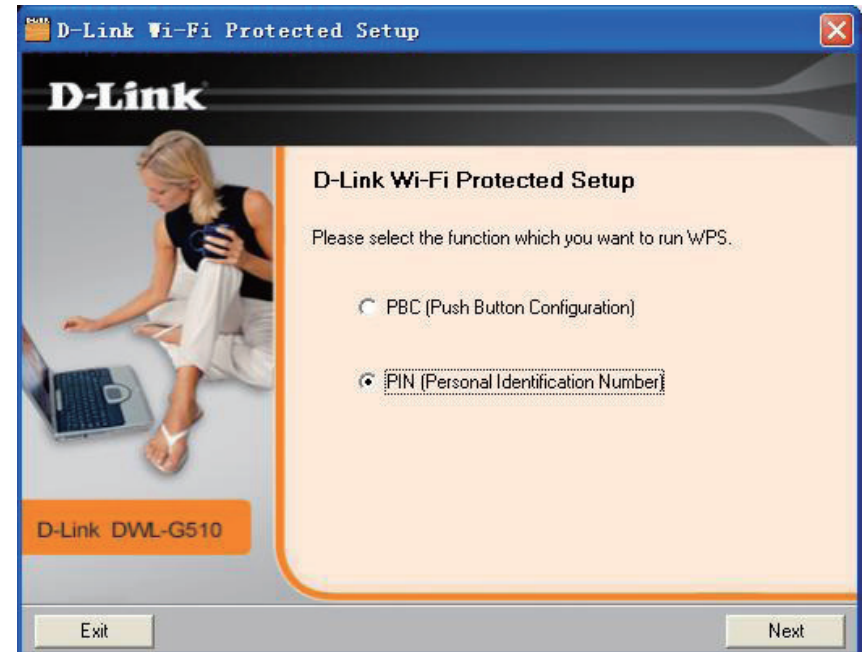 D-Link Wi-Fi Protected Setup
D-Link
D-Link Wi-Fi Protected Setup
Please select the function which you want to run WPS.
PBC (Push Button Configuration)
PIN (Personal Identification Number)
D-Link DWL-G510
Exit
Next